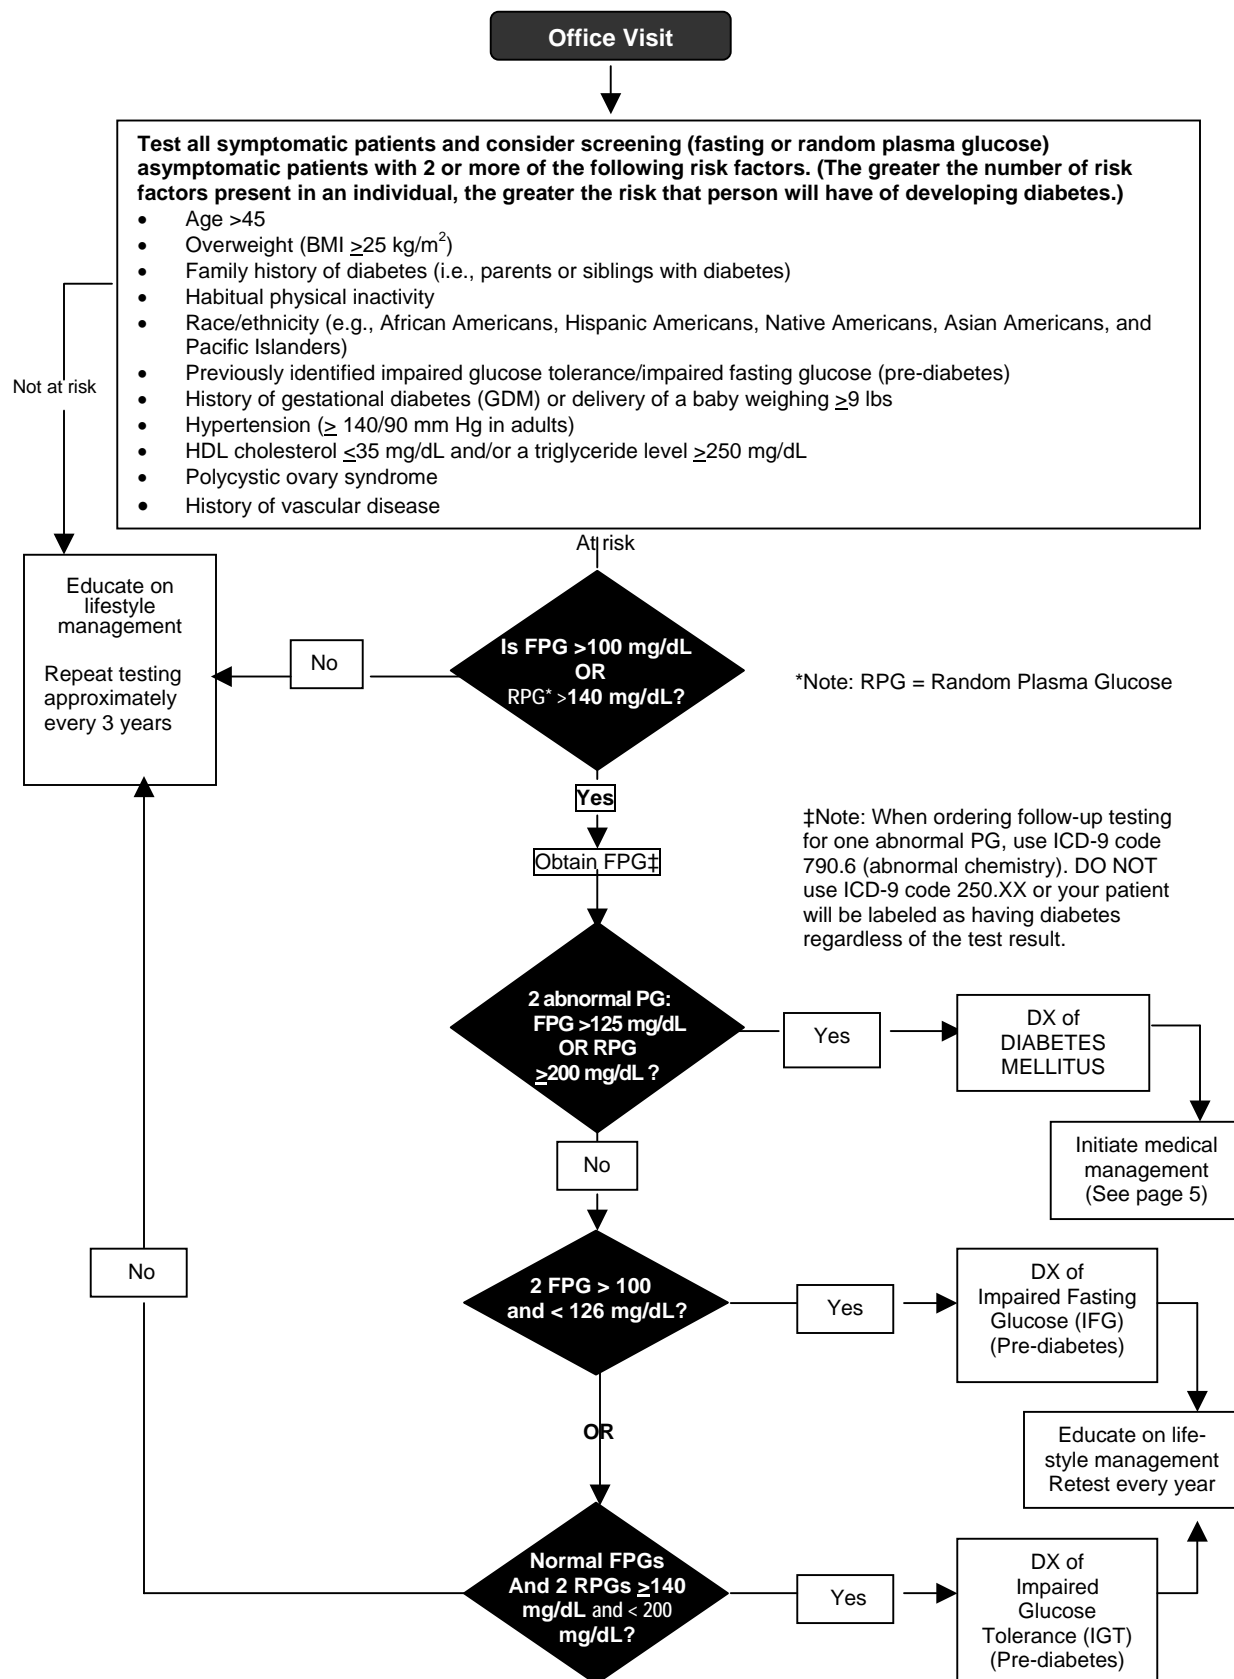 Office Visit
Test all symptomatic patients and consider screening (fasting or random plasma glucose)
asymptomatic patients with 2 or more of the following risk factors. (The greater the number of risk
factors present in an individual, the greater the risk that person will have of developing diabetes.)
• Age >45
• Overweight (BMI ≥25 kg/m²)
• Family history of diabetes (i.e., parents or siblings with diabetes)
• Habitual physical inactivity
• Race/ethnicity (e.g., African Americans, Hispanic Americans, Native Americans, Asian Americans, and
Pacific Islanders)
• Previously identified impaired glucose tolerance/impaired fasting glucose (pre-diabetes)
• History of gestational diabetes (GDM) or delivery of a baby weighing ≥9 lbs
• Hypertension (≥ 140/90 mm Hg in adults)
• HDL cholesterol ≤35 mg/dL and/or a triglyceride level ≥250 mg/dL
• Polycystic ovary syndrome
• History of vascular disease
Not at risk
At risk
Educate on
lifestyle
management
Repeat testing
approximately
every 3 years
No
Is FPG >100 mg/dL
OR
RPG* >140 mg/dL?
*Note: RPG = Random Plasma Glucose
Yes
Obtain FPG‡
‡Note: When ordering follow-up testing
for one abnormal PG, use ICD-9 code
790.6 (abnormal chemistry). DO NOT
use ICD-9 code 250.XX or your patient
will be labeled as having diabetes
regardless of the test result.
2 abnormal PG:
FPG >125 mg/dL
OR RPG
≥200 mg/dL ?
Yes
DX of
DIABETES
MELLITUS
Initiate medical
management
(See page 5)
No
No
2 FPG > 100
and < 126 mg/dL?
Yes
DX of
Impaired Fasting
Glucose (IFG)
(Pre-diabetes)
OR
Educate on life-
style management
Retest every year
Normal FPGs
And 2 RPGs ≥140
mg/dL and < 200
mg/dL?
Yes
DX of
Impaired
Glucose
Tolerance (IGT)
(Pre-diabetes)